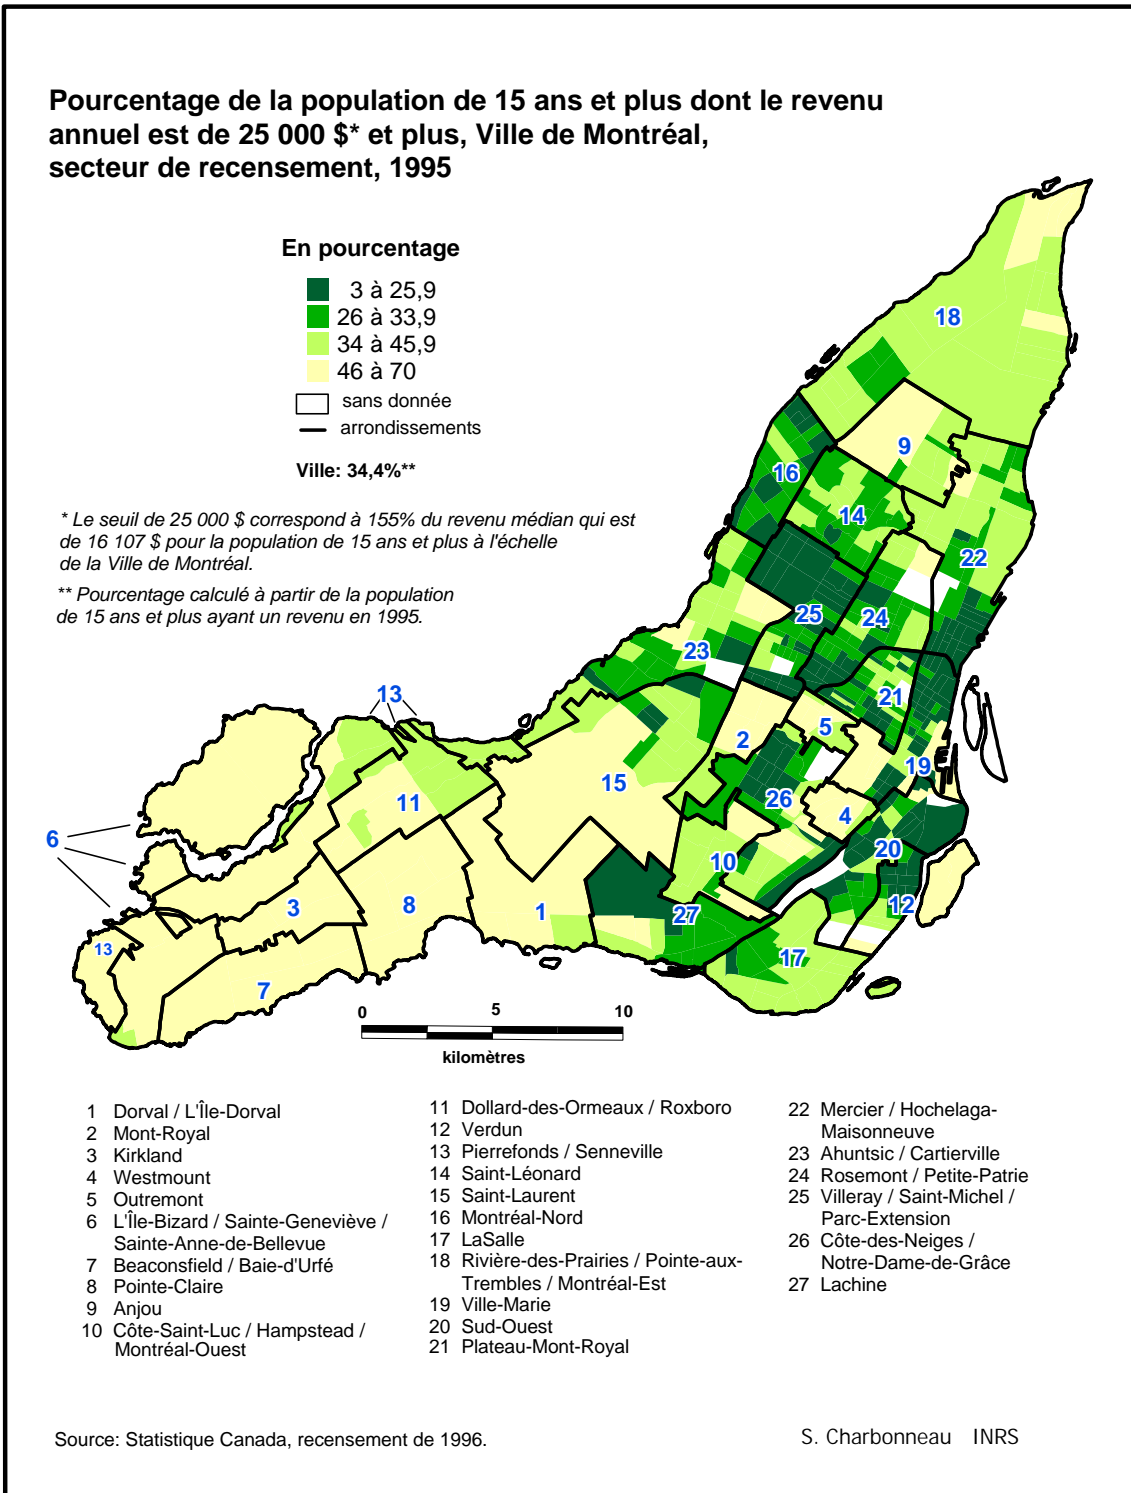 Pourcentage de la population de 15 ans et plus dont le revenu
annuel est de 25 000 $* et plus, Ville de Montréal,
secteur de recensement, 1995
En pourcentage
3 à 25,9
26 à 33,9
34 à 45,9
46 à 70
sans donnée
arrondissements
Ville: 34,4%**
* Le seuil de 25 000 $ correspond à 155% du revenu médian qui est
de 16 107 $ pour la population de 15 ans et plus à l'échelle
de la Ville de Montréal.
** Pourcentage calculé à partir de la population
de 15 ans et plus ayant un revenu en 1995.
18
9
16
14
22
25
24
23
21
13
5
2
19
15
26
11
4
6
20
10
3
8
1
27
12
13
17
7
0 5 10
kilomètres
1 Dorval / L'Île-Dorval
2 Mont-Royal
3 Kirkland
4 Westmount
5 Outremont
6 L'Île-Bizard / Sainte-Geneviève /
Sainte-Anne-de-Bellevue
7 Beaconsfield / Baie-d'Urfé
8 Pointe-Claire
9 Anjou
10 Côte-Saint-Luc / Hampstead /
Montréal-Ouest
11 Dollard-des-Ormeaux / Roxboro
12 Verdun
13 Pierrefonds / Senneville
14 Saint-Léonard
15 Saint-Laurent
16 Montréal-Nord
17 LaSalle
18 Rivière-des-Prairies / Pointe-aux-
Trembles / Montréal-Est
19 Ville-Marie
20 Sud-Ouest
21 Plateau-Mont-Royal
22 Mercier / Hochelaga-
Maisonneuve
23 Ahuntsic / Cartierville
24 Rosemont / Petite-Patrie
25 Villeray / Saint-Michel /
Parc-Extension
26 Côte-des-Neiges /
Notre-Dame-de-Grâce
27 Lachine
Source: Statistique Canada, recensement de 1996.
S. Charbonneau INRS